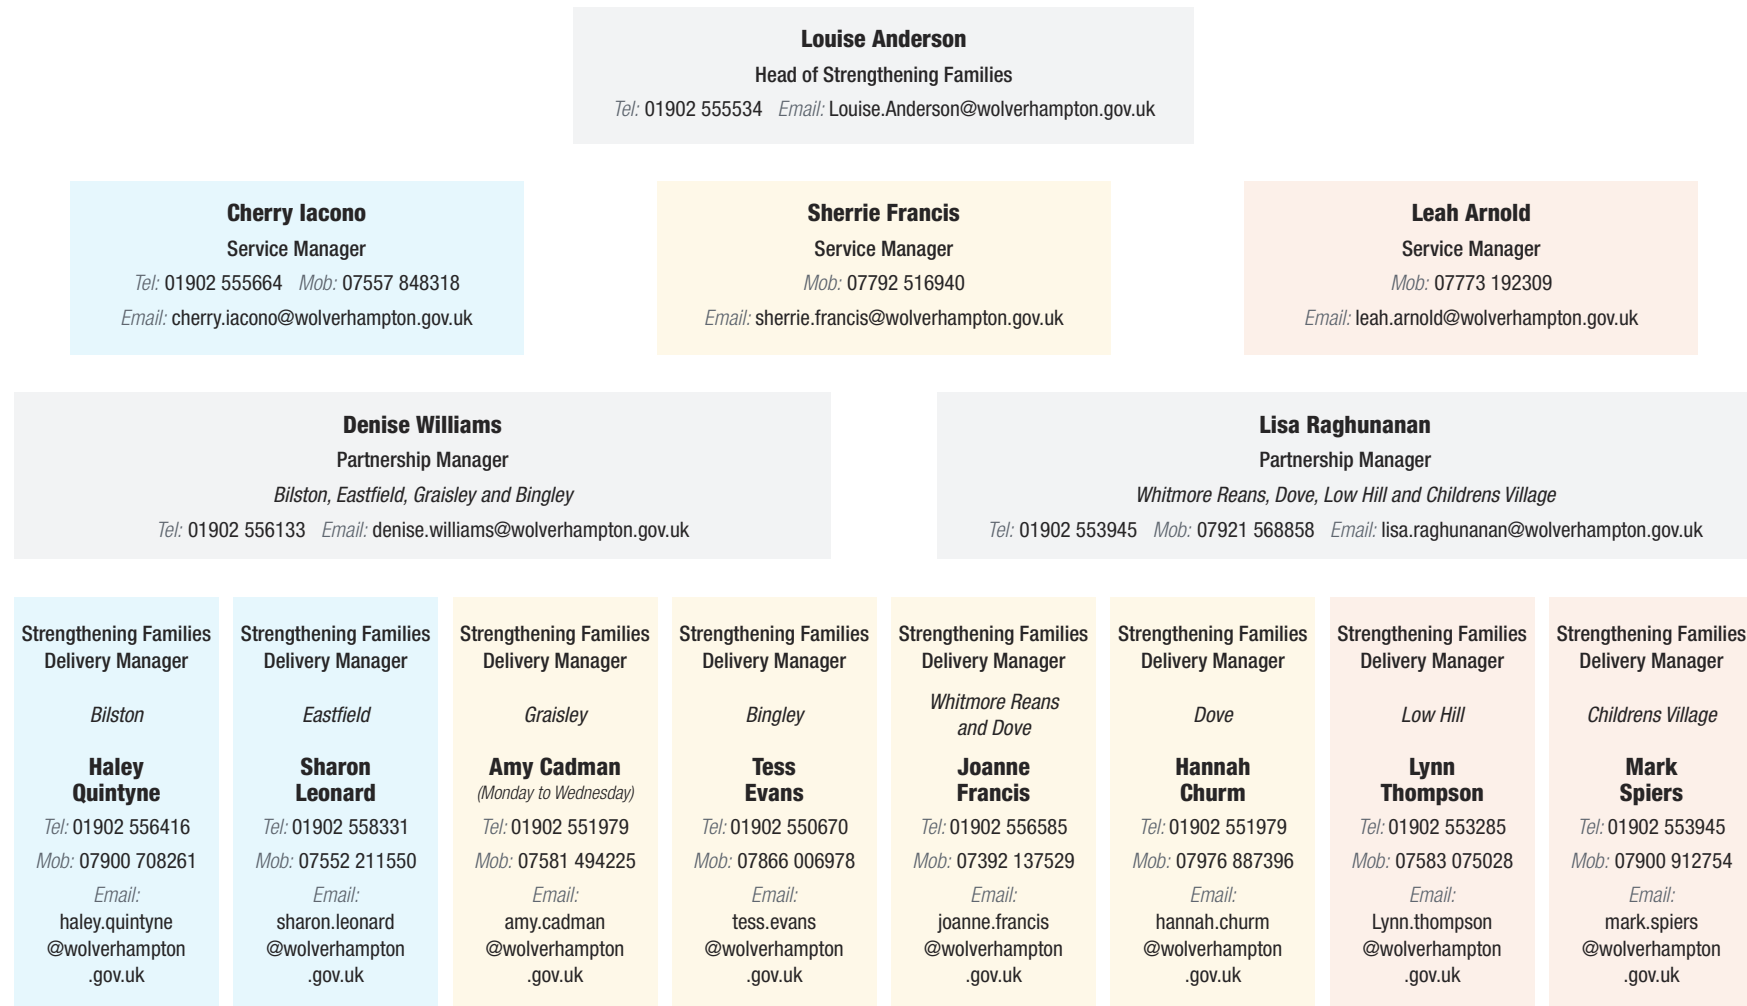 Louise Anderson
Head of Strengthening Families
Tel: 01902 555534 Email: Louise.Anderson@wolverhampton.gov.uk
Cherry Iacono
Service Manager
Tel: 01902 555664 Mob: 07557 848318
Email: cherry.iacono@wolverhampton.gov.uk
Sherrie Francis
Service Manager
Mob: 07792 516940
Email: sherrie.francis@wolverhampton.gov.uk
Leah Arnold
Service Manager
Mob: 07773 192309
Email: leah.arnold@wolverhampton.gov.uk
Denise Williams
Partnership Manager
Bilston, Eastfield, Graisley and Bingley
Tel: 01902 556133 Email: denise.williams@wolverhampton.gov.uk
Lisa Raghunanan
Partnership Manager
Whitmore Reans, Dove, Low Hill and Childrens Village
Tel: 01902 553945 Mob: 07921 568858 Email: lisa.raghunanan@wolverhampton.gov.uk
Strengthening Families
Delivery Manager
Bilston
Haley
Quintyne
Tel: 01902 556416
Mob: 07900 708261
Email:
haley.quintyne
@wolverhampton
.gov.uk
Strengthening Families
Delivery Manager
Eastfield
Sharon
Leonard
Tel: 01902 558331
Mob: 07552 211550
Email:
sharon.leonard
@wolverhampton
.gov.uk
Strengthening Families
Delivery Manager
Graisley
Amy Cadman
(Monday to Wednesday)
Tel: 01902 551979
Mob: 07581 494225
Email:
amy.cadman
@wolverhampton
.gov.uk
Strengthening Families
Delivery Manager
Bingley
Tess
Evans
Tel: 01902 550670
Mob: 07866 006978
Email:
tess.evans
@wolverhampton
.gov.uk
Strengthening Families
Delivery Manager
Whitmore Reans
and Dove
Joanne
Francis
Tel: 01902 556585
Mob: 07392 137529
Email:
joanne.francis
@wolverhampton
.gov.uk
Strengthening Families
Delivery Manager
Dove
Hannah
Churm
Tel: 01902 551979
Mob: 07976 887396
Email:
hannah.churm
@wolverhampton
.gov.uk
Strengthening Families
Delivery Manager
Low Hill
Lynn
Thompson
Tel: 01902 553285
Mob: 07583 075028
Email:
Lynn.thompson
@wolverhampton
.gov.uk
Strengthening Families
Delivery Manager
Childrens Village
Mark
Spiers
Tel: 01902 553945
Mob: 07900 912754
Email:
mark.spiers
@wolverhampton
.gov.uk